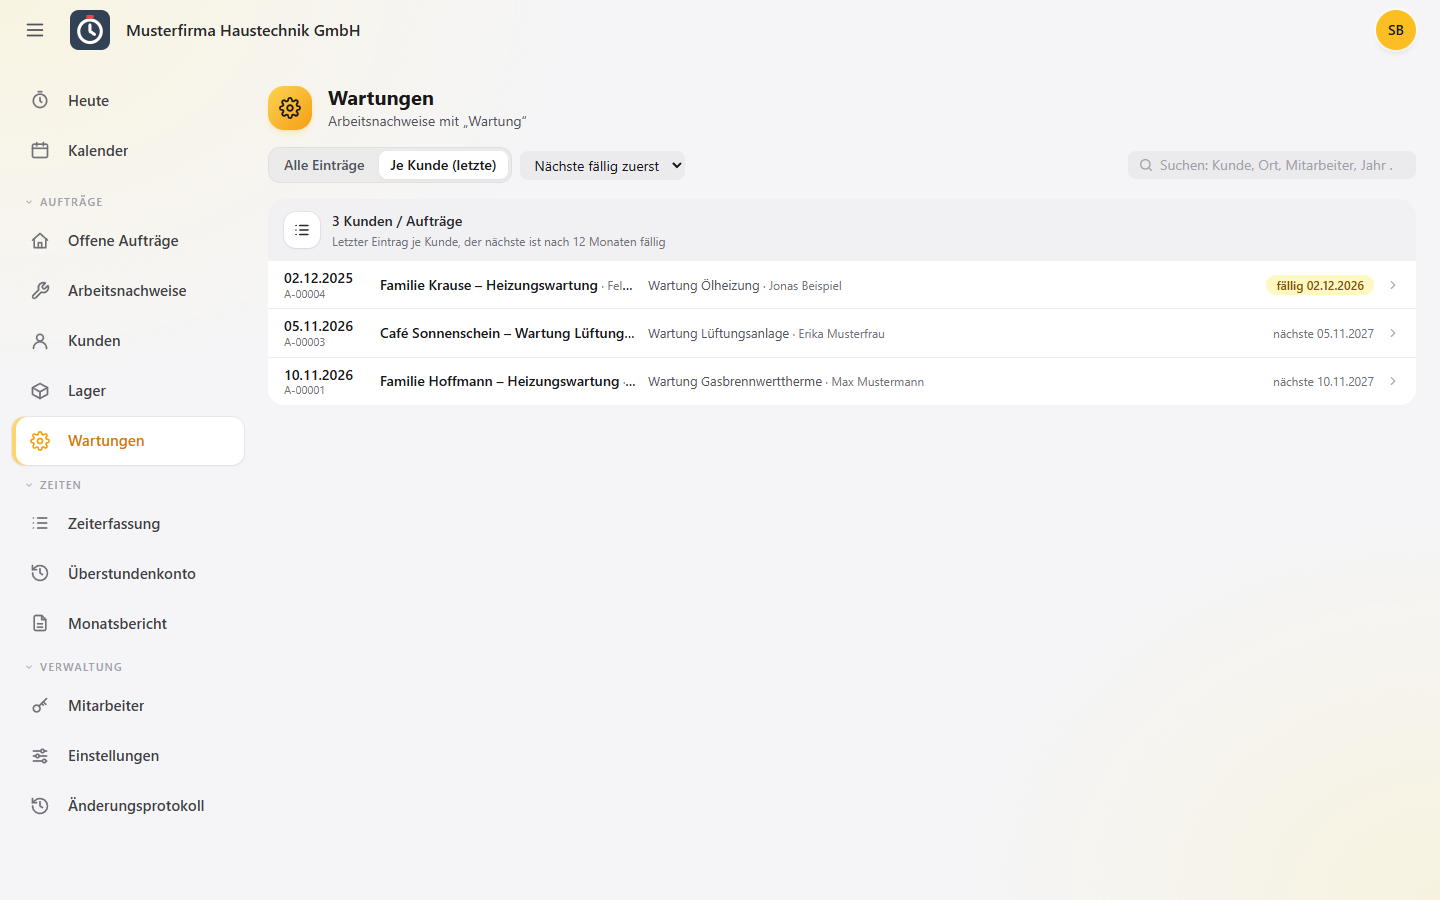 Musterfirma Haustechnik GmbH
SB
Heute
Kalender
AUFTRÄGE
Offene Aufträge
Arbeitsnachweise
Kunden
Lager
Wartungen
ZEITEN
Zeiterfassung
Überstundenkonto
Monatsbericht
VERWALTUNG
Mitarbeiter
Einstellungen
Änderungsprotokoll
Wartungen
Arbeitsnachweise mit „Wartung“
Alle Einträge
Je Kunde (letzte)
Nächste fällig zuerst
Suchen: Kunde, Ort, Mitarbeiter, Jahr .
3 Kunden / Aufträge
Letzter Eintrag je Kunde, der nächste ist nach 12 Monaten fällig
02.12.2025
A-00004
Familie Krause – Heizungswartung · Fel...
Wartung Ölheizung · Jonas Beispiel
fällig 02.12.2026
05.11.2026
A-00003
Café Sonnenschein – Wartung Lüftung...
Wartung Lüftungsanlage · Erika Musterfrau
nächste 05.11.2027
10.11.2026
A-00001
Familie Hoffmann – Heizungswartung ·...
Wartung Gasbrennwerttherme · Max Mustermann
nächste 10.11.2027